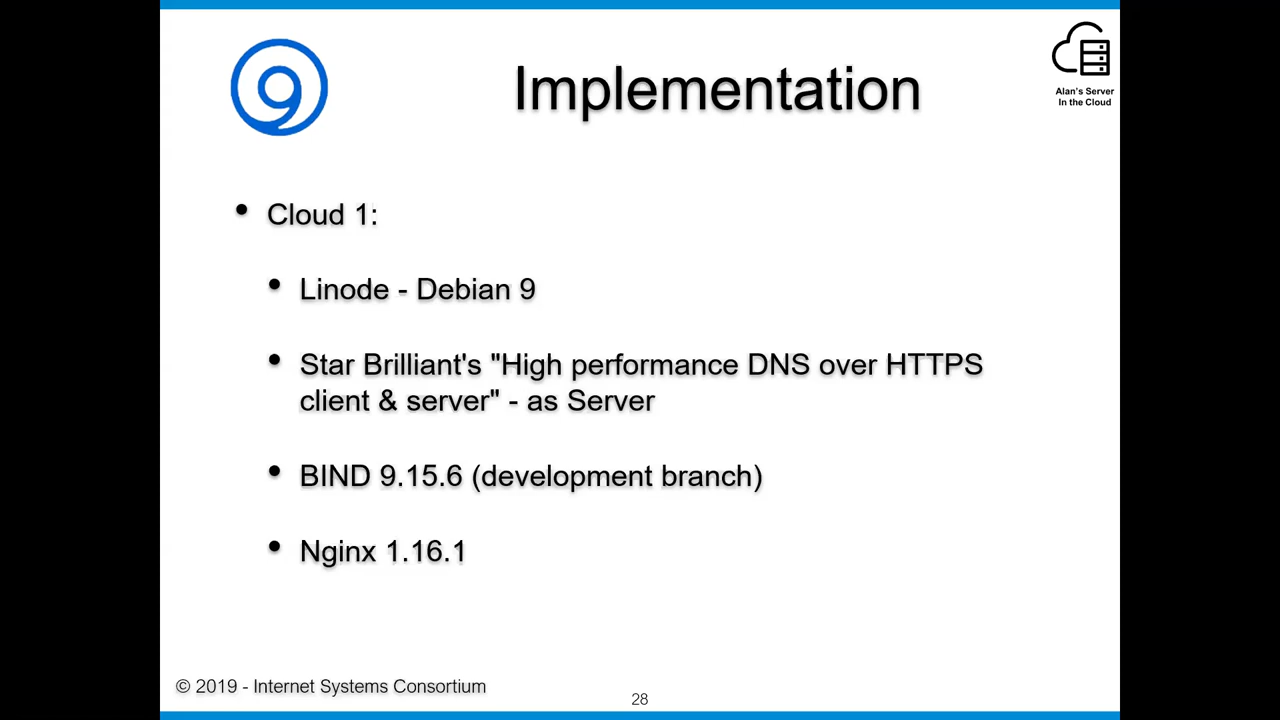 Implementation
Alan's Server
In the Cloud
• Cloud 1:
• Linode - Debian 9
• Star Brilliant's "High performance DNS over HTTPS
client & server" - as Server
• BIND 9.15.6 (development branch)
• Nginx 1.16.1
© 2019 - Internet Systems Consortium
28